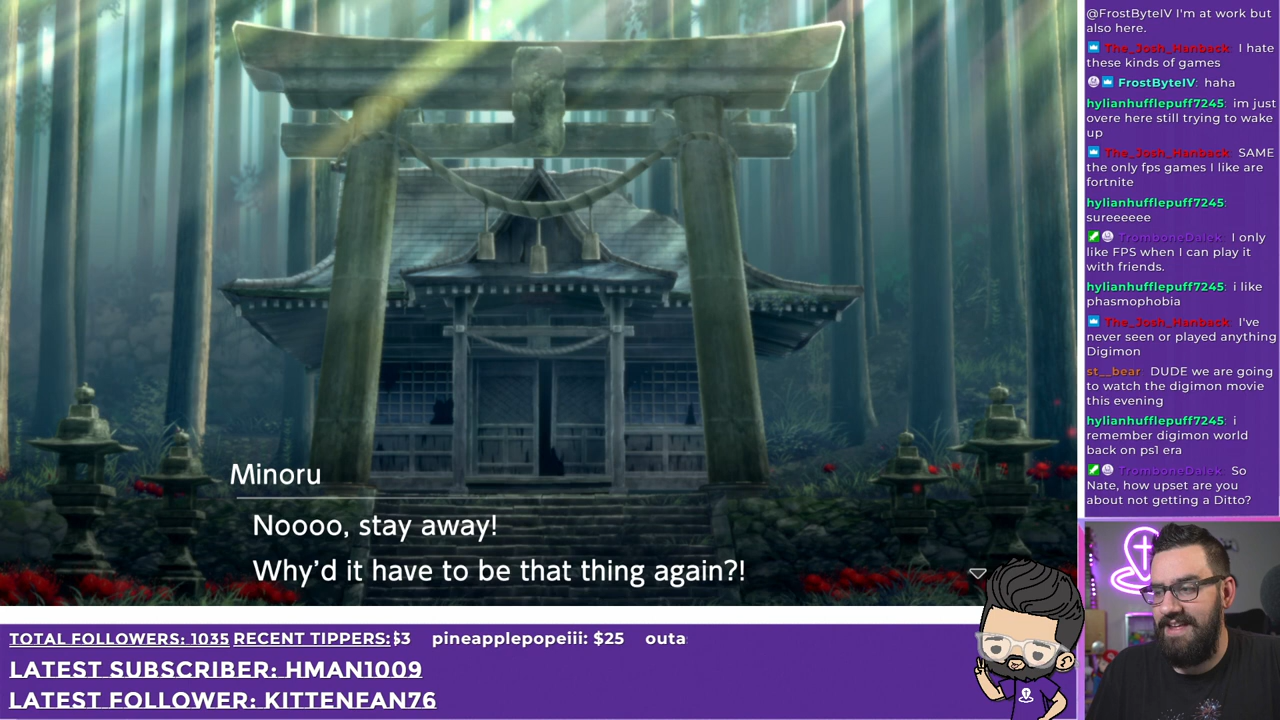 @FrostByteIV I'm at work but
also here.
The_Josh_Hanback: I hate
these kinds of games
FrostByteIV: haha
hylianhufflepuff7245: im just
overe here still trying to wake
up
The_Josh_Hanback: SAME
the only fps games I like are
fortnite
hylianhufflepuff7245:
sureeeeee
TromboneDalek: I only
like FPS when I can play it
with friends.
hylianhufflepuff7245: i like
phasmophobia
The_Josh_Hanback: I've
never seen or played anything
Digimon
st__bear: DUDE we are going
to watch the digimon movie
this evening
hylianhufflepuff7245: i
remember digimon world
back on ps1 era
TromboneDalek: So
Nate, how upset are you
about not getting a Ditto?
Minoru
Noooo, stay away!
Why'd it have to be that thing again?!
TOTAL FOLLOWERS: 1035 RECENT TIPPERS: $3 pineapplepopeiii: $25 outa
LATEST SUBSCRIBER: HMAN1009
LATEST FOLLOWER: KITTENFAN76